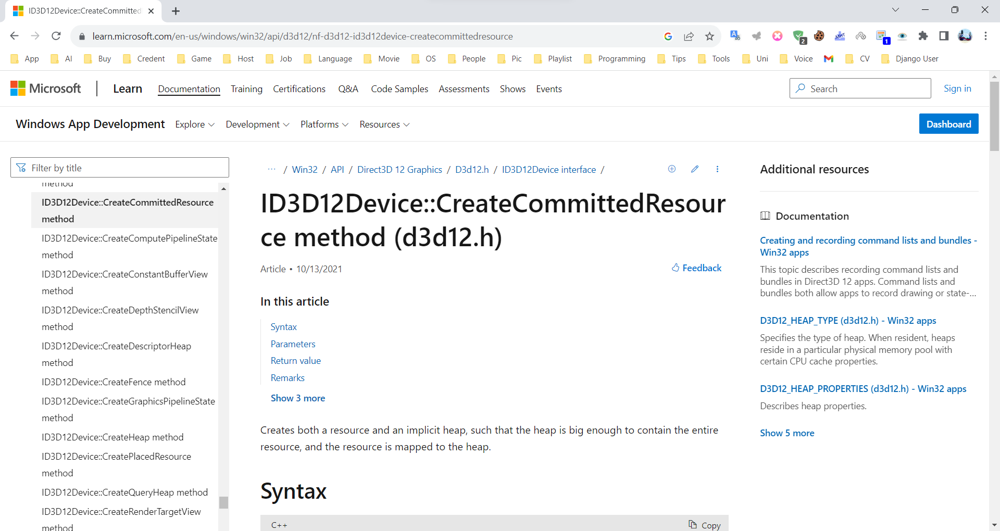 ID3D12Device::CreateCommitted
learn.microsoft.com/en-us/windows/win32/api/d3d12/nf-d3d12-id3d12device-createcommittedresource
2
1
App AI Buy Credent Game Host Job Language Movie OS People Pic Playlist Programming Tips Tools Uni Voice CV Django User
Microsoft Learn Documentation Training Certifications Q&A Code Samples Assessments Shows Events Search Sign in
Windows App Development Explore Development Platforms Resources Dashboard
Filter by title
method
ID3D12Device::CreateCommittedResource
method
ID3D12Device::CreateComputePipelineState
method
ID3D12Device::CreateConstantBufferView
method
ID3D12Device::CreateDepthStencilView
method
ID3D12Device::CreateDescriptorHeap
method
ID3D12Device::CreateFence method
ID3D12Device::CreateGraphicsPipelineState
method
ID3D12Device::CreateHeap method
ID3D12Device::CreatePlacedResource
method
ID3D12Device::CreateQueryHeap method
ID3D12Device::CreateRenderTargetView
method
... / Win32 / API / Direct3D 12 Graphics / D3d12.h / ID3D12Device interface /
ID3D12Device::CreateCommittedResour
ce method (d3d12.h)
Article • 10/13/2021
Feedback
In this article
Syntax
Parameters
Return value
Remarks
Show 3 more
Creates both a resource and an implicit heap, such that the heap is big enough to contain the entire
resource, and the resource is mapped to the heap.
Syntax
C++ Copy
Additional resources
Documentation
Creating and recording command lists and bundles -
Win32 apps
This topic describes recording command lists and
bundles in Direct3D 12 apps. Command lists and
bundles both allow apps to record drawing or state-...
D3D12_HEAP_TYPE (d3d12.h) - Win32 apps
Specifies the type of heap. When resident, heaps
reside in a particular physical memory pool with
certain CPU cache properties.
D3D12_HEAP_PROPERTIES (d3d12.h) - Win32 apps
Describes heap properties.
Show 5 more